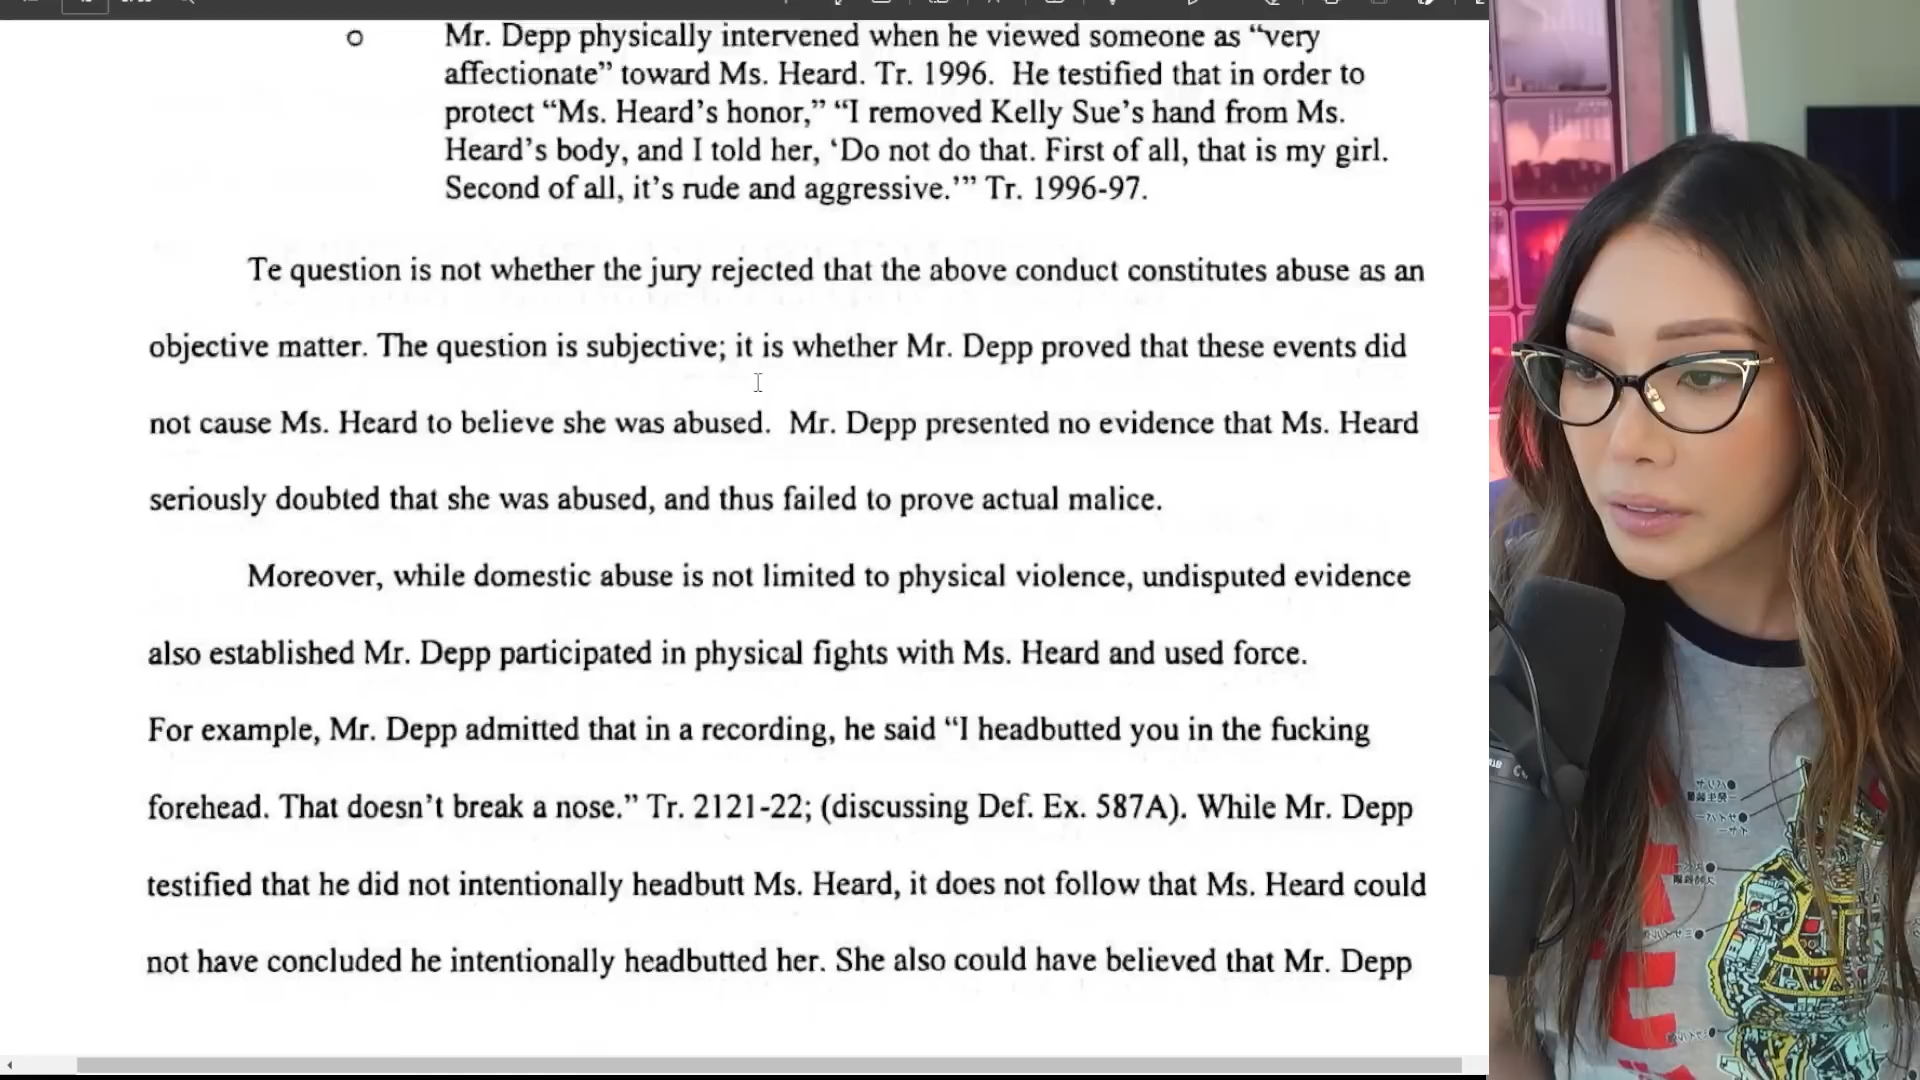 Mr. Depp physically intervened when he viewed someone as “very
affectionate” toward Ms. Heard. Tr. 1996. He testified that in order to
protect “Ms. Heard’s honor,” “I removed Kelly Sue’s hand from Ms.
Heard’s body, and I told her, ‘Do not do that. First of all, that is my girl.
Second of all, it’s rude and aggressive.’” Tr. 1996-97.
Te question is not whether the jury rejected that the above conduct constitutes abuse as an
objective matter. The question is subjective; it is whether Mr. Depp proved that these events did
not cause Ms. Heard to believe she was abused. Mr. Depp presented no evidence that Ms. Heard
seriously doubted that she was abused, and thus failed to prove actual malice.
Moreover, while domestic abuse is not limited to physical violence, undisputed evidence
also established Mr. Depp participated in physical fights with Ms. Heard and used force.
For example, Mr. Depp admitted that in a recording, he said “I headbutted you in the fucking
forehead. That doesn’t break a nose.” Tr. 2121-22; (discussing Def. Ex. 587A). While Mr. Depp
testified that he did not intentionally headbutt Ms. Heard, it does not follow that Ms. Heard could
not have concluded he intentionally headbutted her. She also could have believed that Mr. Depp